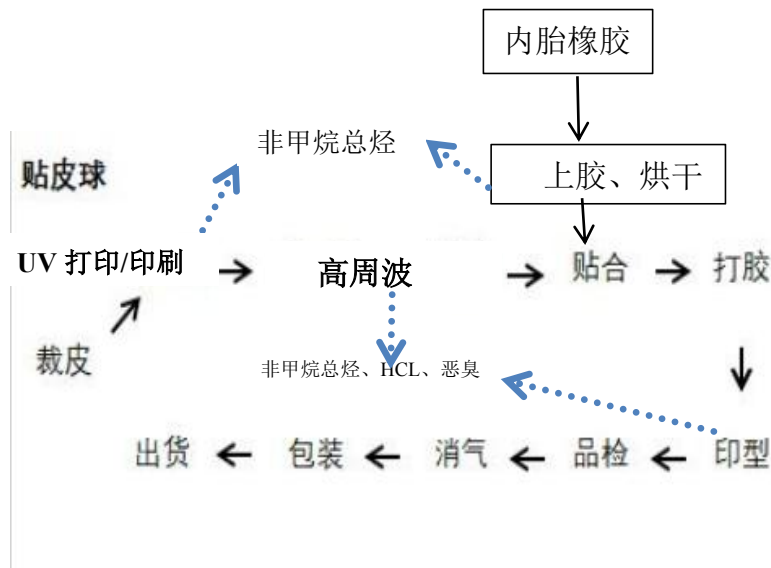 内胎橡胶
非甲烷总烃
上胶、烘干
贴皮球
UV 打印/印刷
高周波
贴合
打胶
裁皮
非甲烷总烃、HCL、恶臭
出货
包装
消气
品检
印型